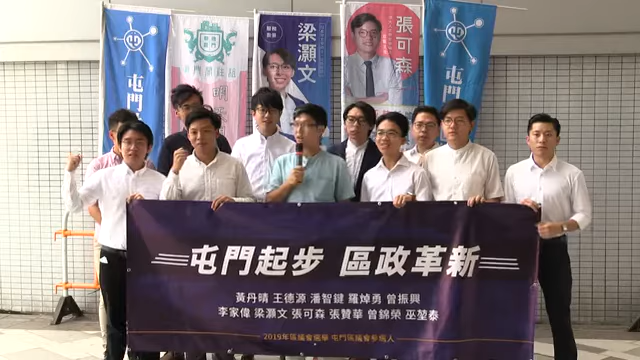 屯門
梁灝文
張可森
屯門
屯門起步 區政革新
黃丹晴 王德源 潘智鍵 羅焯勇 曾振興
李家偉 梁灝文 張可森 張贊華 曾錦榮 巫堃泰
2019年區議會選舉 屯門區議會參選人